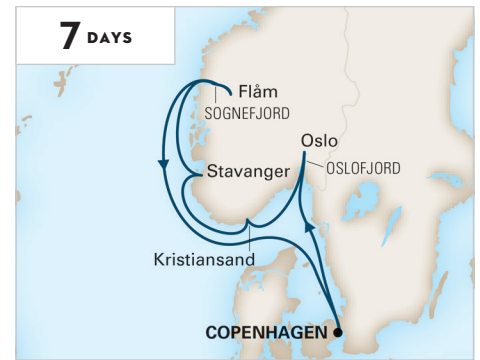 7 DAYS
Flåm
SOGNEFJORD
Oslo
OSLOFJORD
Stavanger
Kristiansand
COPENHAGEN